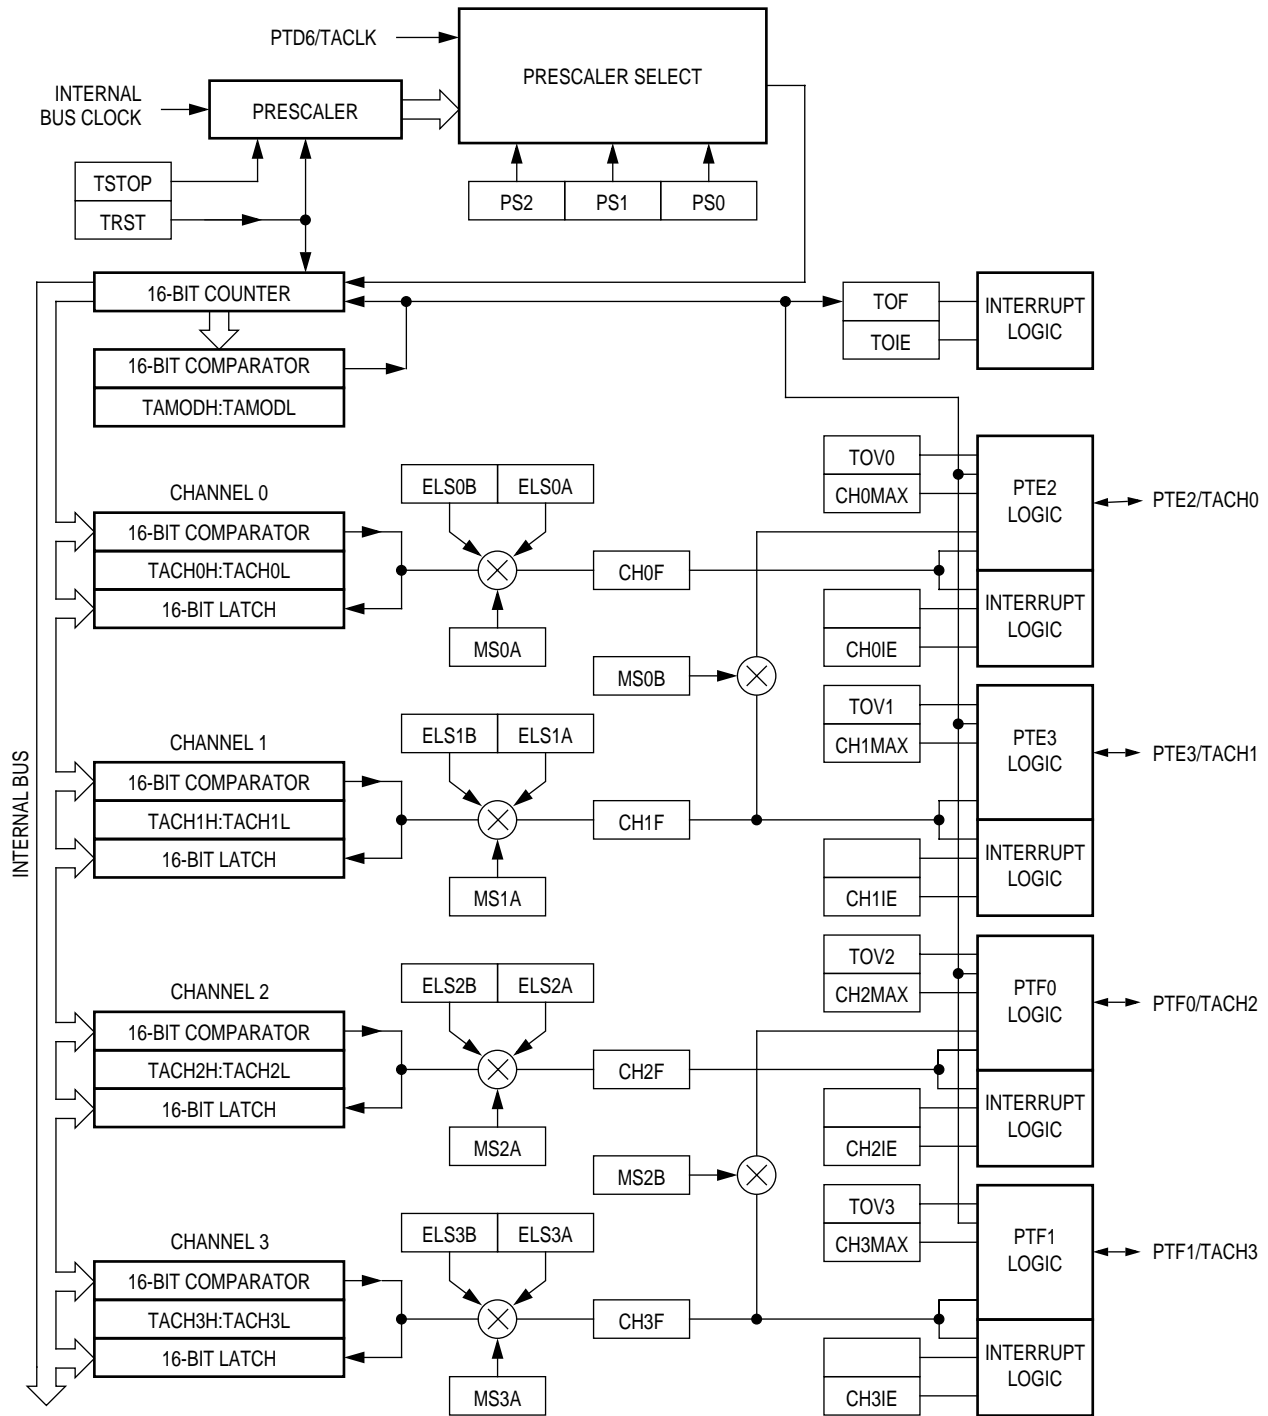 PTD6/TACLK
PRESCALER SELECT
INTERNAL
BUS CLOCK
PRESCALER
TSTOP
TRST
PS2 PS1 PS0
16-BIT COUNTER
TOF
TOIE
INTERRUPT
LOGIC
16-BIT COMPARATOR
TAMODH:TAMODL
INTERNAL BUS
CHANNEL 0
16-BIT COMPARATOR
TACH0H:TACH0L
16-BIT LATCH
ELS0B ELS0A
MS0A
CH0F
TOV0
CH0MAX
PTE2
LOGIC
PTE2/TACH0
INTERRUPT
LOGIC
CH0IE
MS0B
CHANNEL 1
16-BIT COMPARATOR
TACH1H:TACH1L
16-BIT LATCH
ELS1B ELS1A
MS1A
CH1F
TOV1
CH1MAX
PTE3
LOGIC
PTE3/TACH1
INTERRUPT
LOGIC
CH1IE
CHANNEL 2
16-BIT COMPARATOR
TACH2H:TACH2L
16-BIT LATCH
ELS2B ELS2A
MS2A
CH2F
TOV2
CH2MAX
PTF0
LOGIC
PTF0/TACH2
INTERRUPT
LOGIC
CH2IE
MS2B
CHANNEL 3
16-BIT COMPARATOR
TACH3H:TACH3L
16-BIT LATCH
ELS3B ELS3A
MS3A
CH3F
TOV3
CH3MAX
PTF1
LOGIC
PTF1/TACH3
INTERRUPT
LOGIC
CH3IE